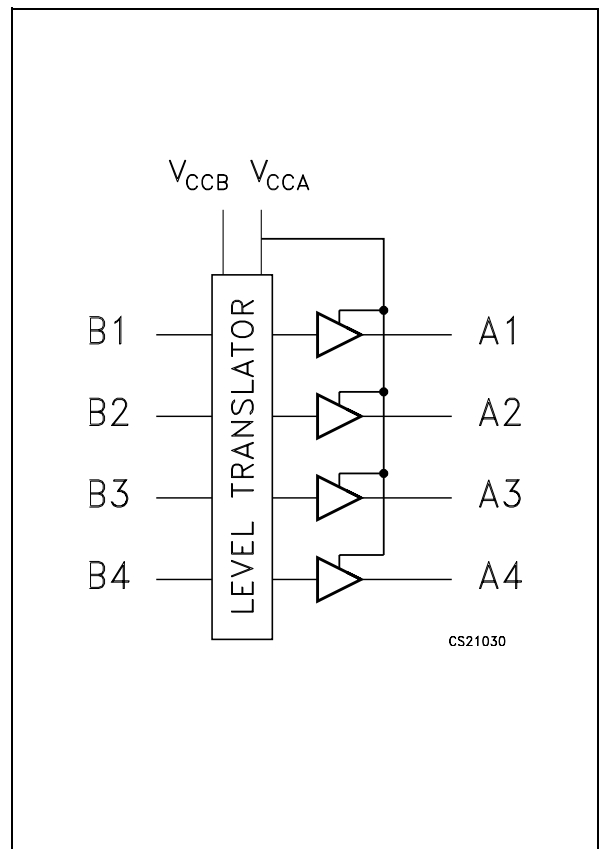 VCCB VCCA
LEVEL TRANSLATOR
B1 A1
B2 A2
B3 A3
B4 A4
CS21030